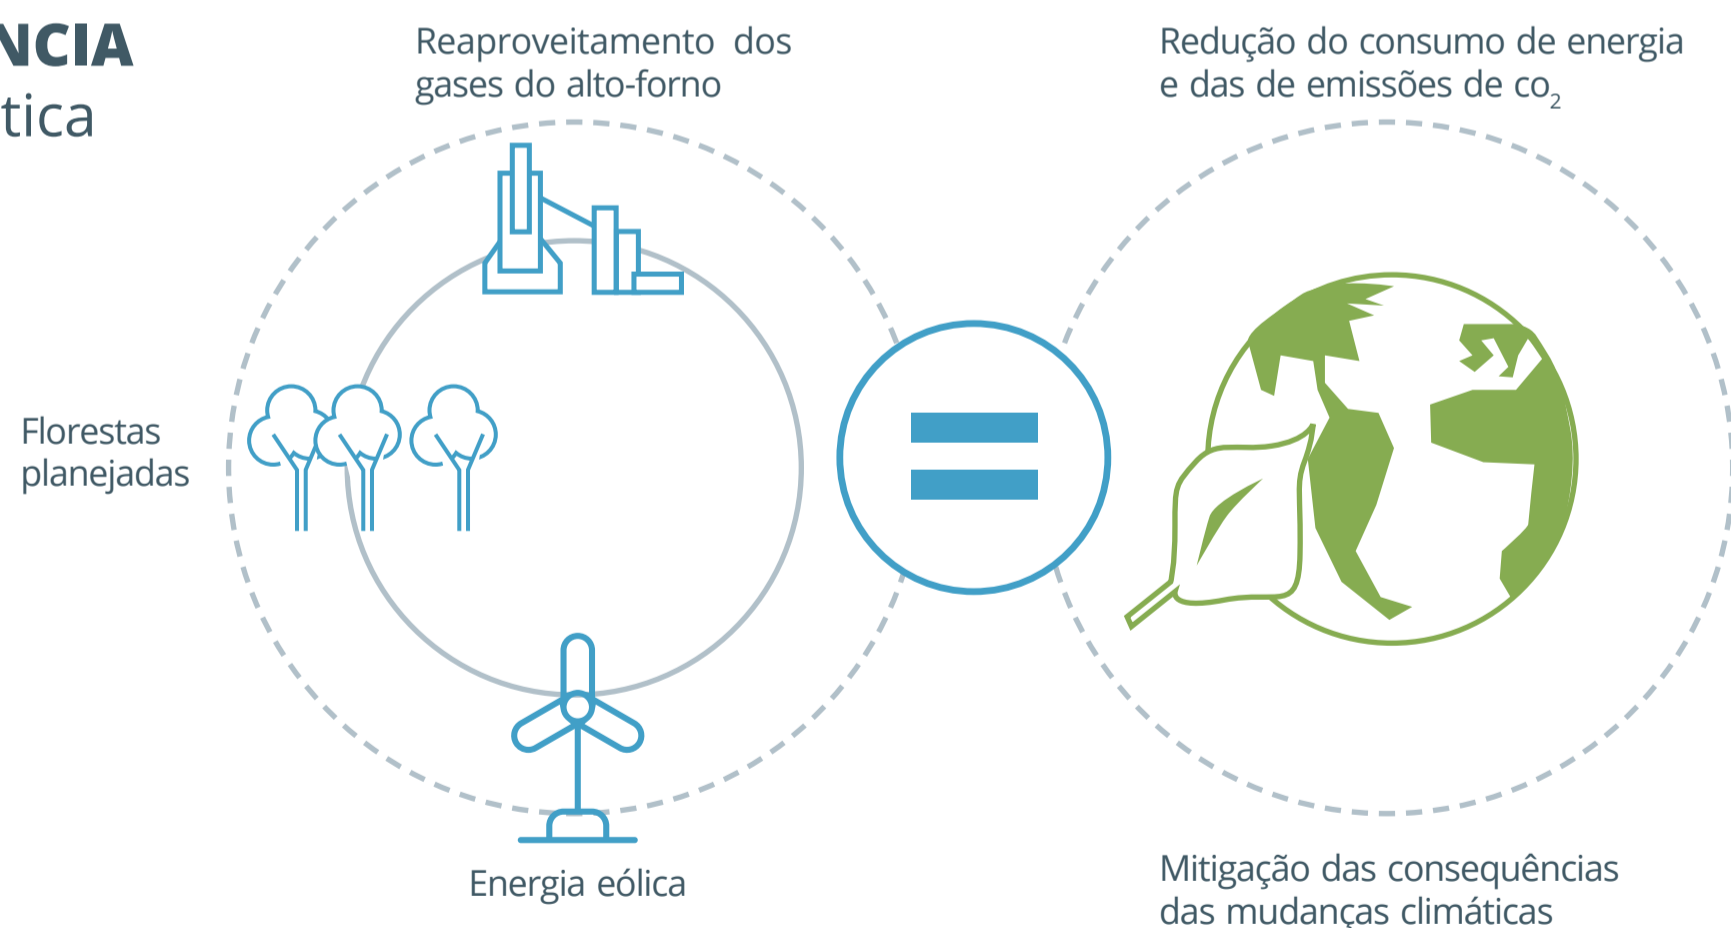 NCIA
tica
Reaproveitamento dos
gases do alto-forno
Redução do consumo de energia
e das de emissões de co₂
Florestas
planejadas
Energia eólica
Mitigação das consequências
das mudanças climáticas